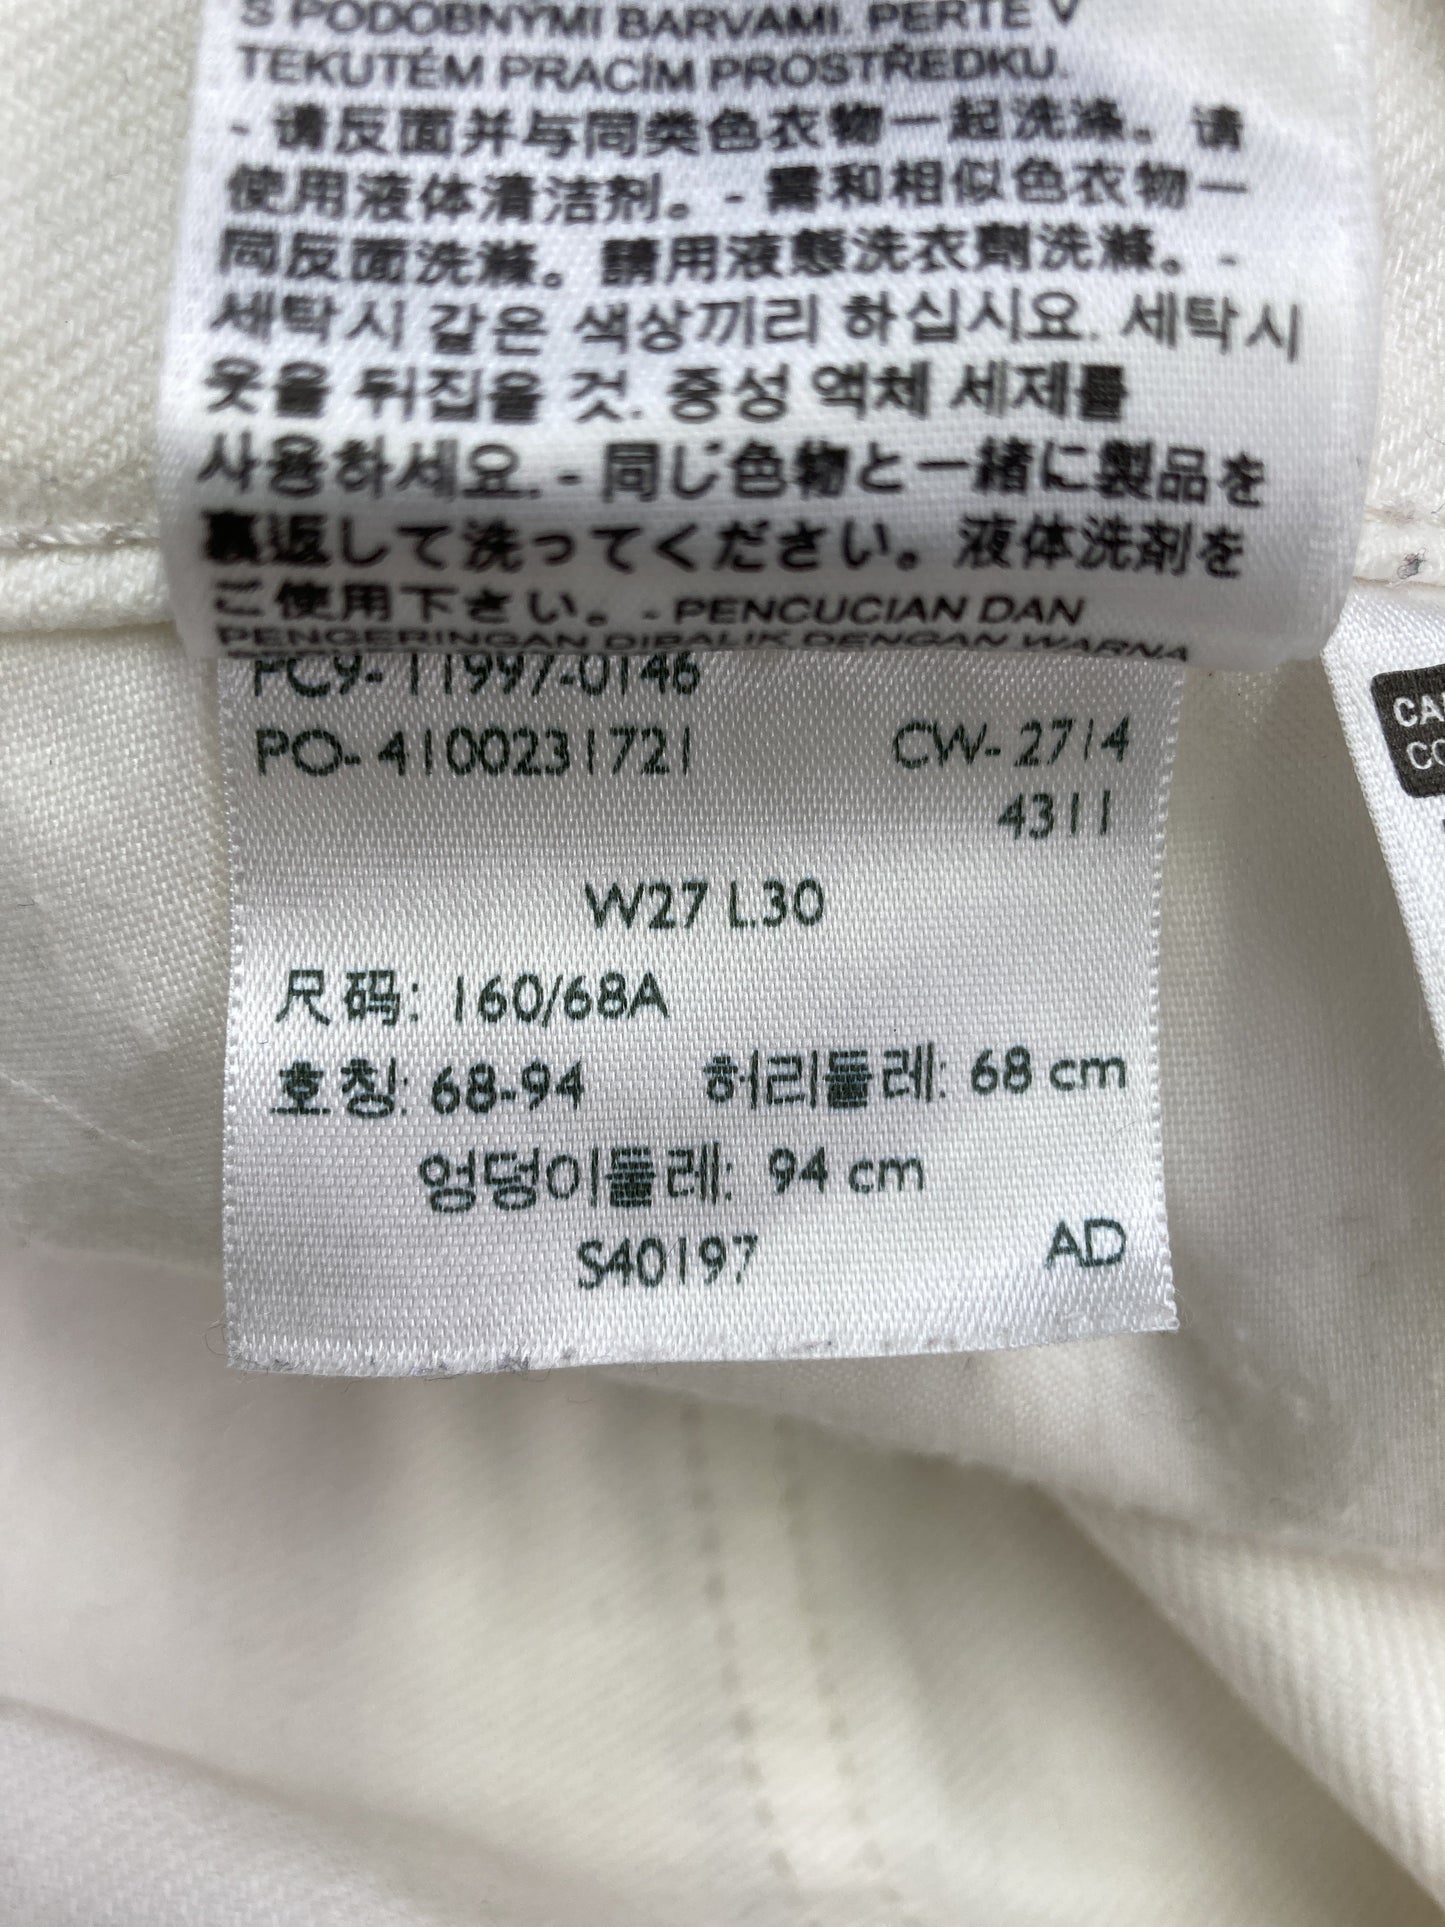 S PODOBNÝMI BARVAMI. PERTE V
TEKUTÉM PRACÍM PROSTŘEDKU.
- 请反面并与同类色衣物一起洗涤。请
使用液体清洁剂。- 需和相似色衣物一
同反面洗滌。請用液態洗衣劑洗滌。-
세탁시 같은 색상끼리 하십시요. 세탁시
옷을 뒤집을 것. 중성 액체 세제를
사용하세요. - 同じ色物と一緒に製品を
裏返して洗ってください。液体洗剤を
ご使用下さい。- PENCUCIAN DAN
PENGERINGAN DIBALIK DENGAN WARNA
PC9-11997-0146
PO-4100231721 CW-2714
4311
W27 L30
尺码: 160/68A
호칭: 68-94 허리둘레: 68 cm
엉덩이둘레: 94 cm
S40197 AD
CA
CO